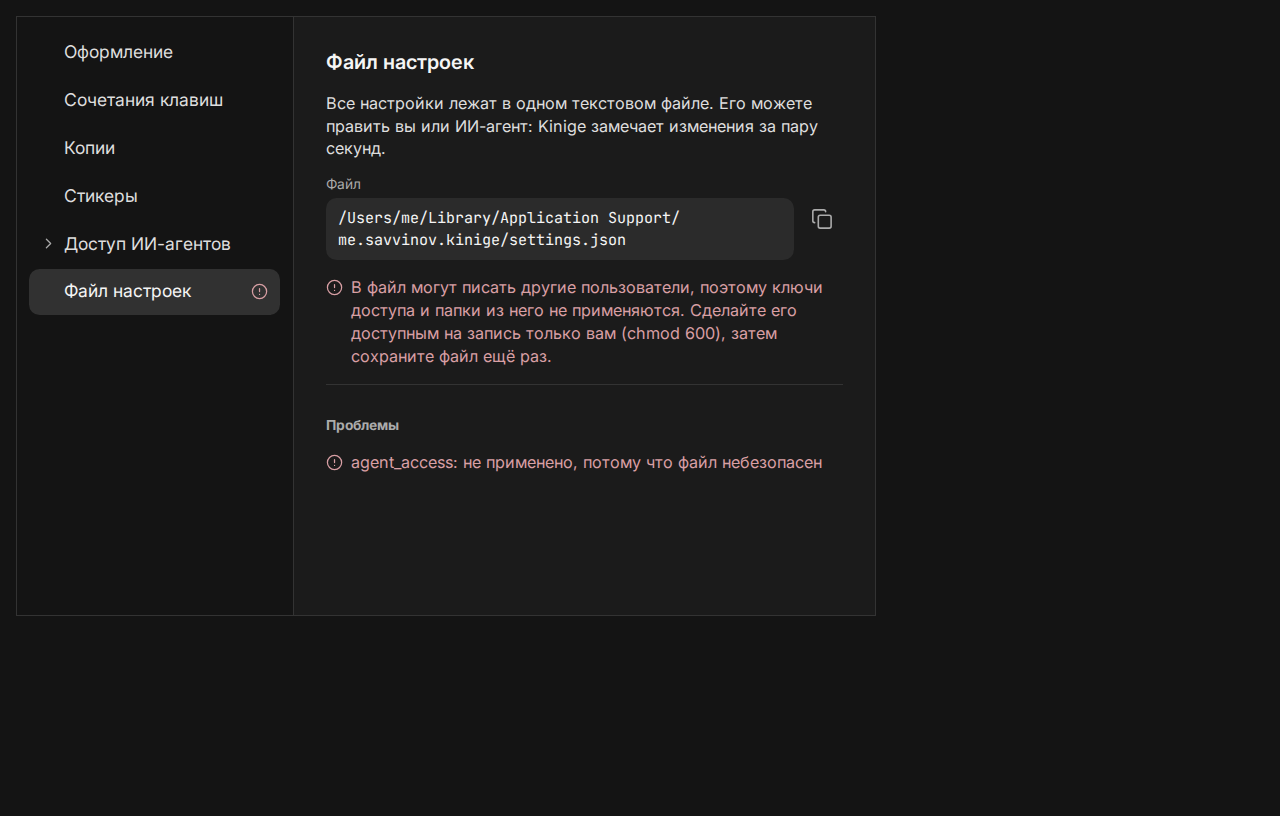 Оформление
Сочетания клавиш
Копии
Стикеры
Доступ ИИ-агентов
Файл настроек
Файл настроек
Все настройки лежат в одном текстовом файле. Его можете
править вы или ИИ-агент: Kinige замечает изменения за пару
секунд.
Файл
/Users/me/Library/Application Support/
me.savvinov.kinige/settings.json
В файл могут писать другие пользователи, поэтому ключи
доступа и папки из него не применяются. Сделайте его
доступным на запись только вам (chmod 600), затем
сохраните файл ещё раз.
Проблемы
agent_access: не применено, потому что файл небезопасен